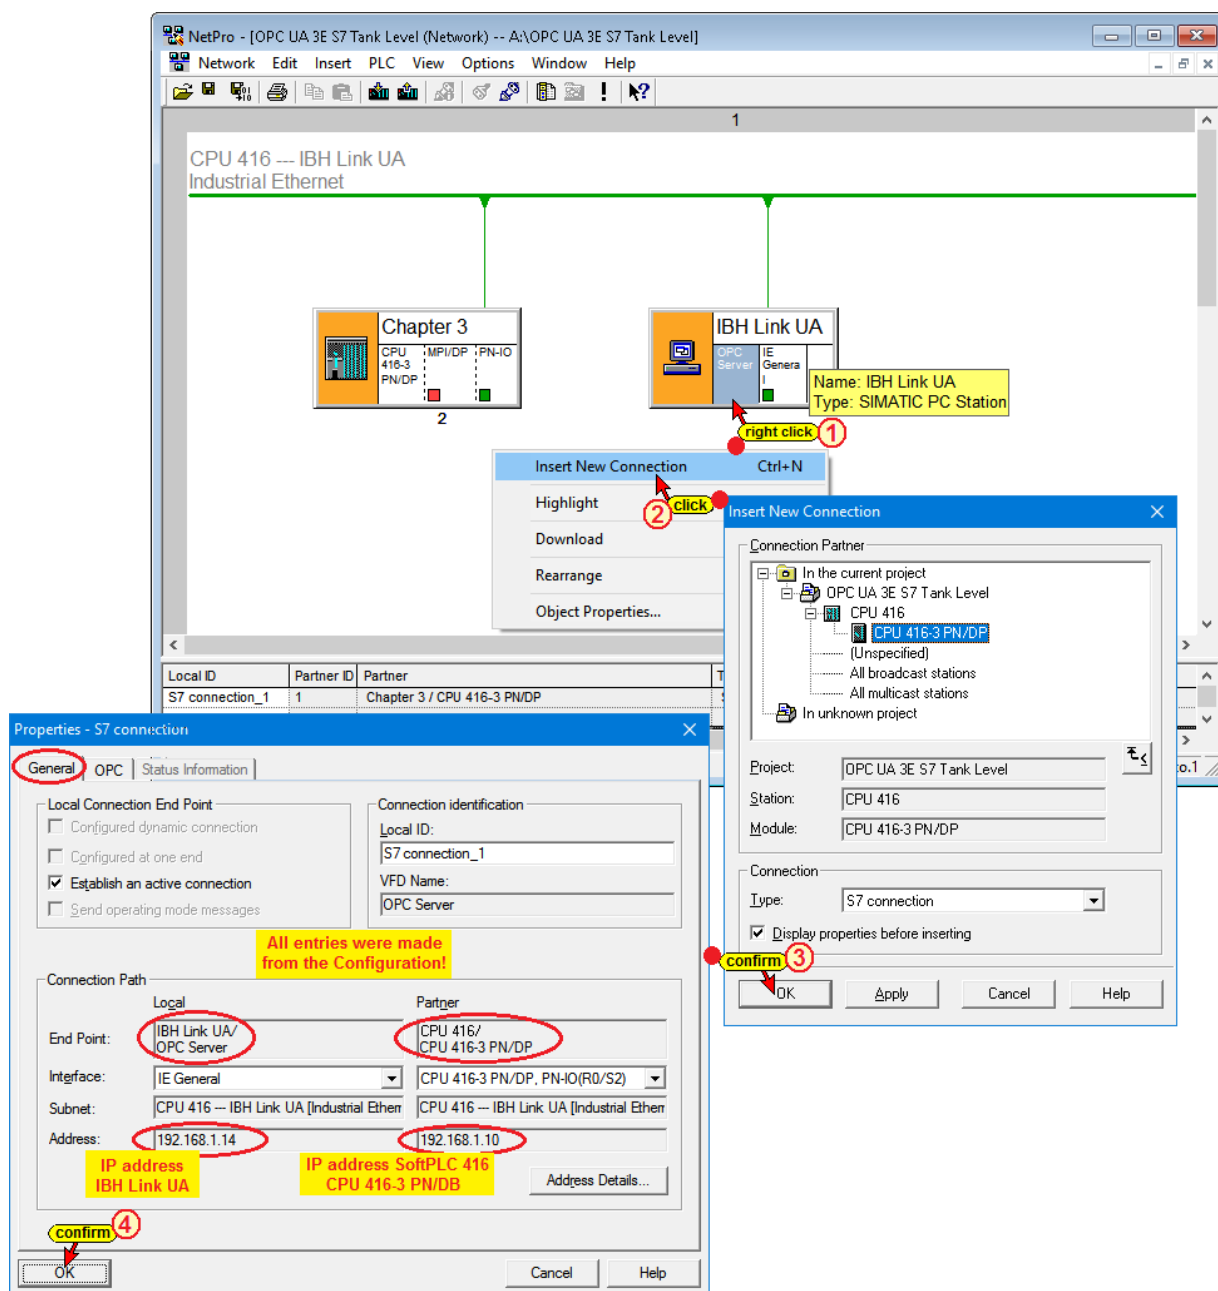 NetPro - [OPC UA 3E S7 Tank Level (Network) -- A:\OPC UA 3E S7 Tank Level]
Network Edit Insert PLC View Options Window Help
1
CPU 416 --- IBH Link UA
Industrial Ethernet
Chapter 3
CPU 416-3 PN/DP
MPI/DP
PN-IO
2
IBH Link UA
OPC Server
IE General
Name: IBH Link UA
Type: SIMATIC PC Station
right click 1
Insert New Connection Ctrl+N
click 2
Highlight
Download
Rearrange
Object Properties...
Local ID Partner ID Partner T
S7 connection_1 1 Chapter 3 / CPU 416-3 PN/DP
to.1
Insert New Connection
Connection Partner
In the current project
OPC UA 3E S7 Tank Level
CPU 416
CPU 416-3 PN/DP
(Unspecified)
All broadcast stations
All multicast stations
In unknown project
Project: OPC UA 3E S7 Tank Level
Station: CPU 416
Module: CPU 416-3 PN/DP
Connection
Type: S7 connection
Display properties before inserting
confirm 3
OK Apply Cancel Help
Properties - S7 connection
General OPC Status Information
Local Connection End Point
Configured dynamic connection
Configured at one end
Establish an active connection
Send operating mode messages
Connection identification
Local ID:
S7 connection_1
VFD Name:
OPC Server
All entries were made
from the Configuration!
Connection Path
Local Partner
End Point: IBH Link UA/ CPU 416/
OPC Server CPU 416-3 PN/DP
Interface: IE General CPU 416-3 PN/DP, PN-IO(R0/S2)
Subnet: CPU 416 --- IBH Link UA [Industrial Ethern CPU 416 --- IBH Link UA [Industrial Ethern
Address: 192.168.1.14 192.168.1.10
IP address
IBH Link UA
IP address SoftPLC 416
CPU 416-3 PN/DB
Address Details...
confirm 4
OK Cancel Help